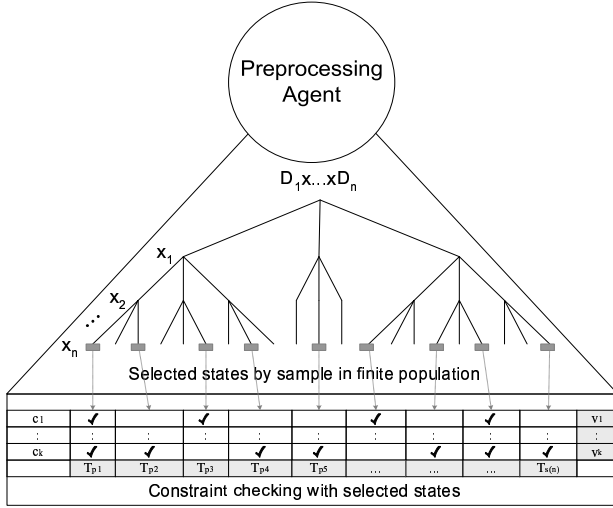 Preprocessing
Agent
D1x...xDn
x1
x2
...
xn
Selected states by sample in finite population
c1 ✓ ✓ ✓ ✓ v1
: : : : : : : : : : :
ck ✓ ✓ ✓ ✓ ✓ ✓ ✓ vk
Tp1 Tp2 Tp3 Tp4 Tp5 ... ... ... Ts(n)
Constraint checking with selected states